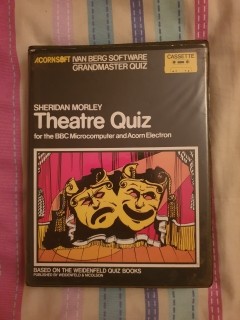 ACORNSOFT IVAN BERG SOFTWARE
GRANDMASTER QUIZ
CASSETTE
SHERIDAN MORLEY
Theatre Quiz
for the BBC Microcomputer and Acorn Electron
BASED ON THE WEIDENFELD QUIZ BOOKS
PUBLISHED BY WEIDENFELD & NICOLSON